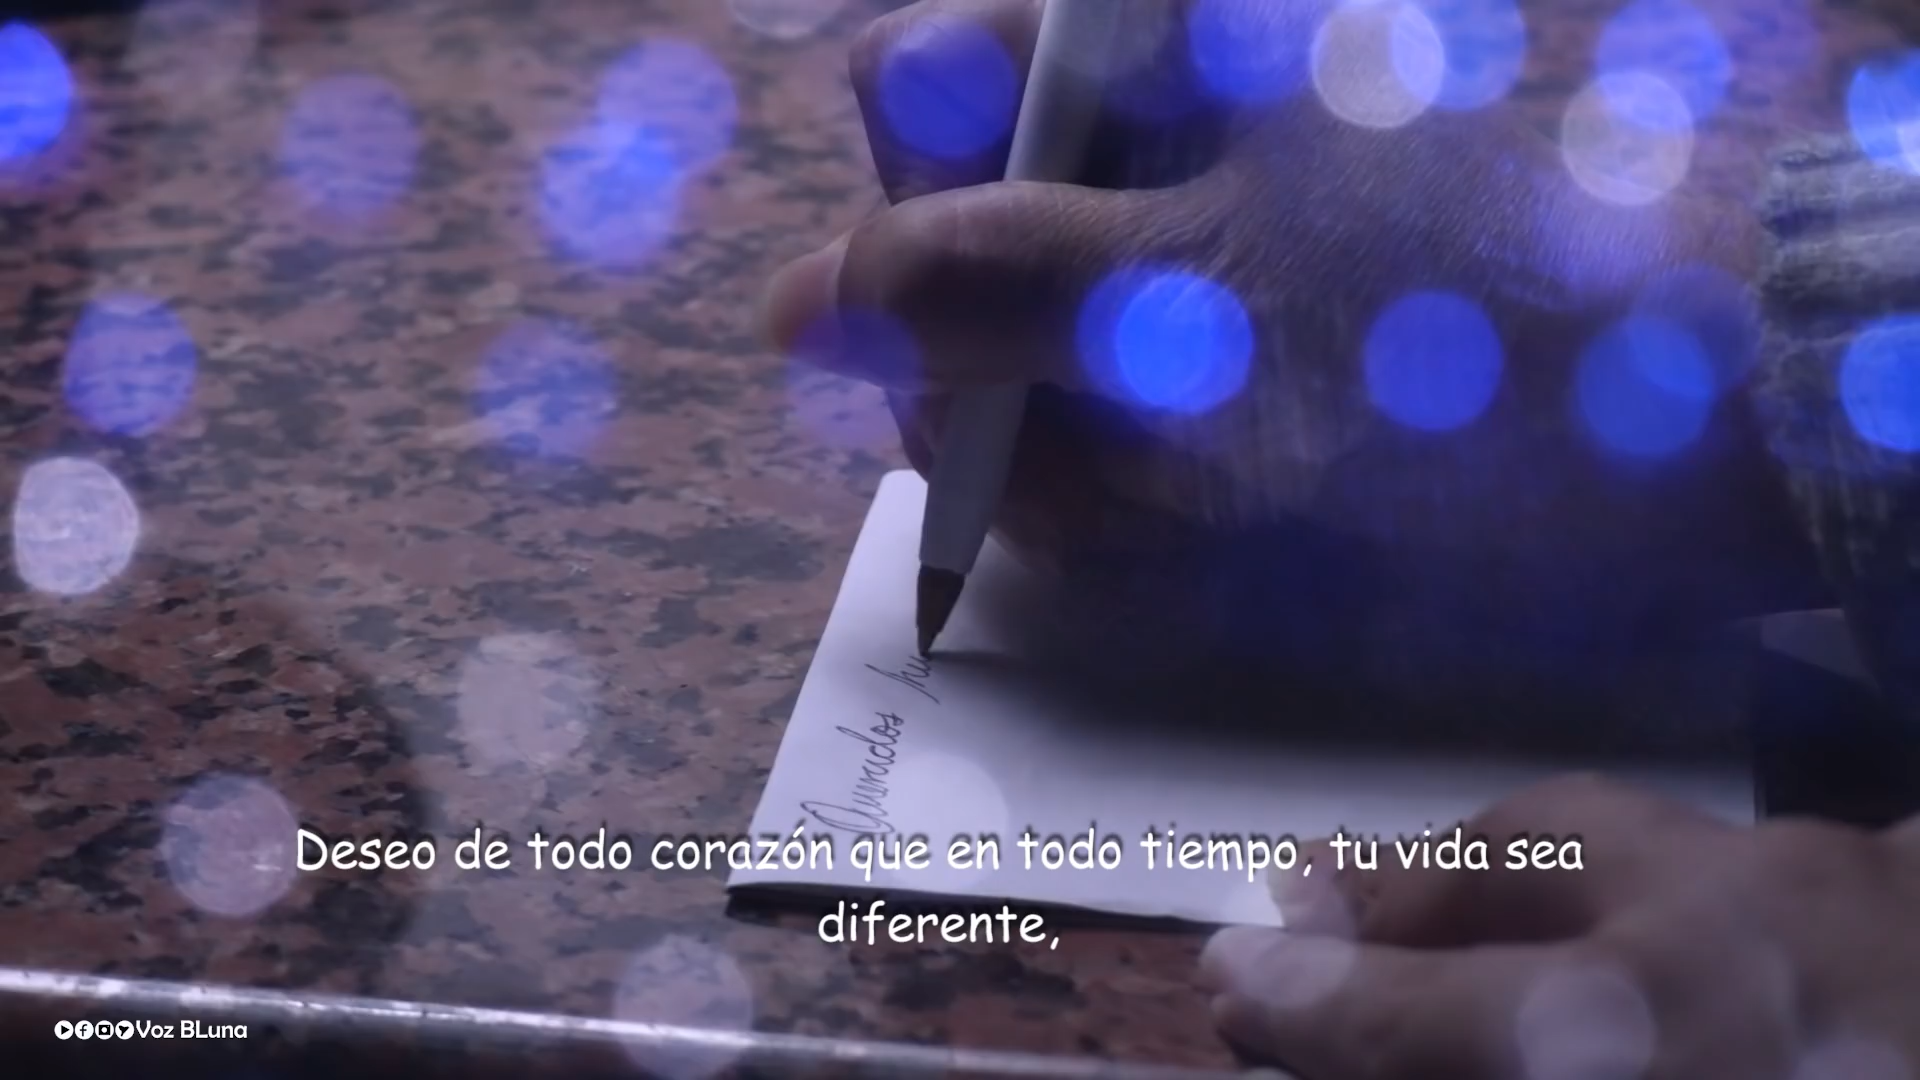 Deseo de todo corazón que en todo tiempo, tu vida sea
diferente,
Voz BLuna